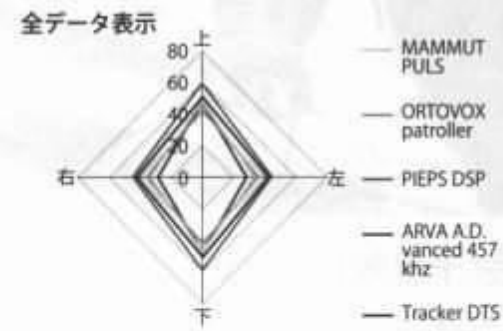 全データ表示
上
80
60
40
20
0
右
左
下
MAMMUT
PULS
ORTOVOX
patroller
PIEPS DSP
ARVA A.D.
vanced 457
khz
Tracker DTS